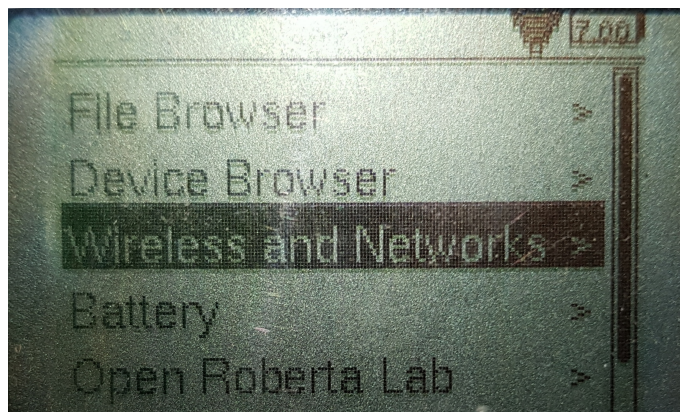 7.00
File Browser >
Device Browser >
Wireless and Networks >
Battery >
Open Roberta Lab >